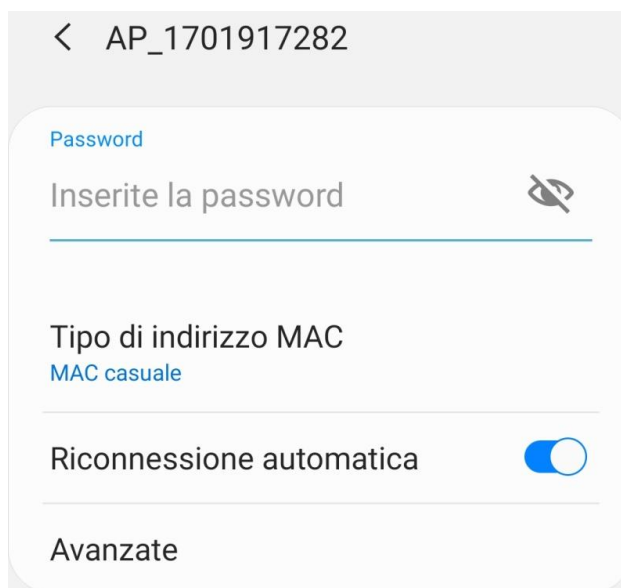 AP_1701917282
Password
Inserite la password
Tipo di indirizzo MAC
MAC casuale
Riconnessione automatica
Avanzate